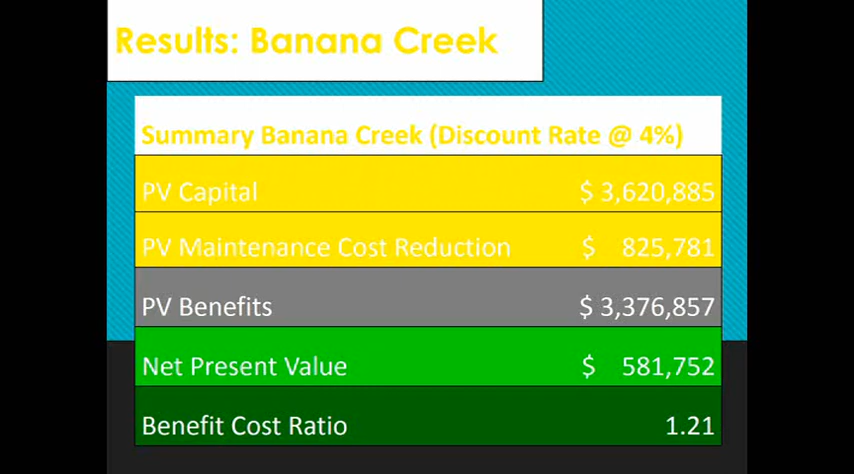 Results: Banana Creek
Summary Banana Creek (Discount Rate @ 4%)
PV Capital $ 3,620,885
PV Maintenance Cost Reduction $ 825,781
PV Benefits $ 3,376,857
Net Present Value $ 581,752
Benefit Cost Ratio 1.21